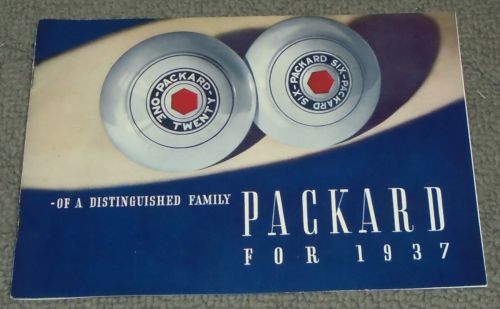 PACKARD
ONE TWENTY
PACKARD SIX-PACKARD SIX-
-OF A DISTINGUISHED FAMILY
PACKARD
FOR 1937